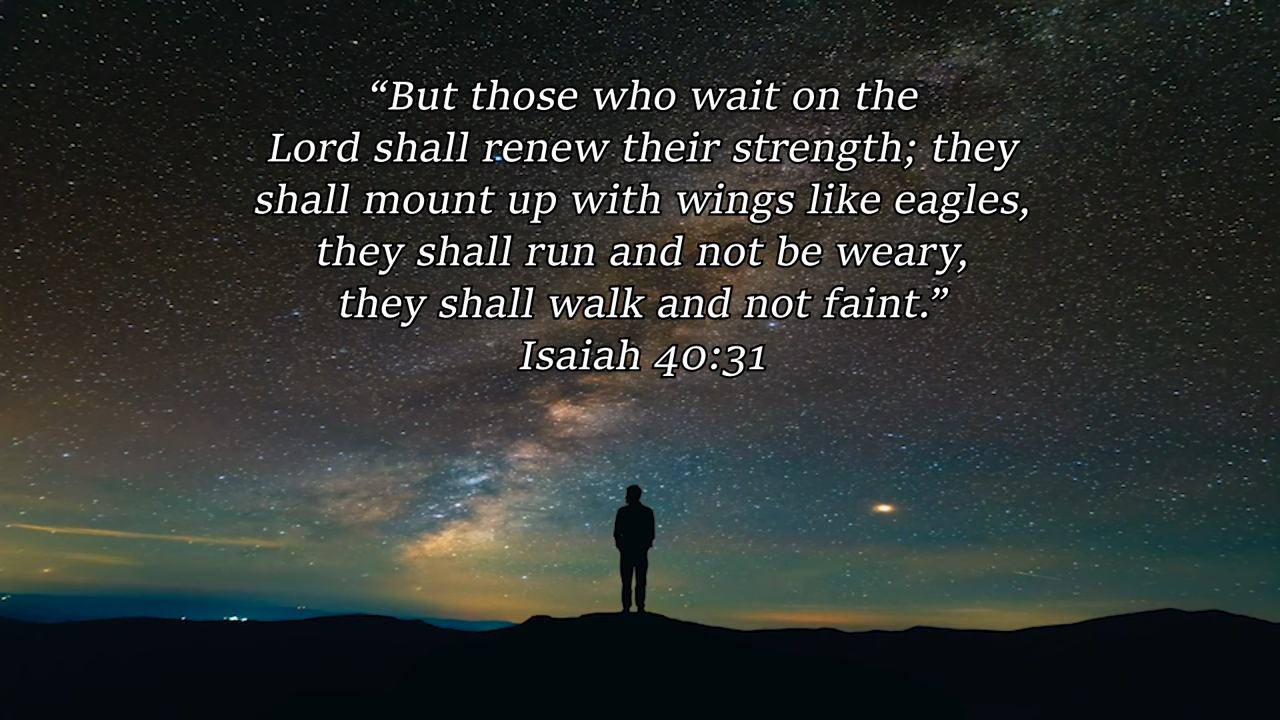 “But those who wait on the
Lord shall renew their strength; they
shall mount up with wings like eagles,
they shall run and not be weary,
they shall walk and not faint.”
Isaiah 40:31